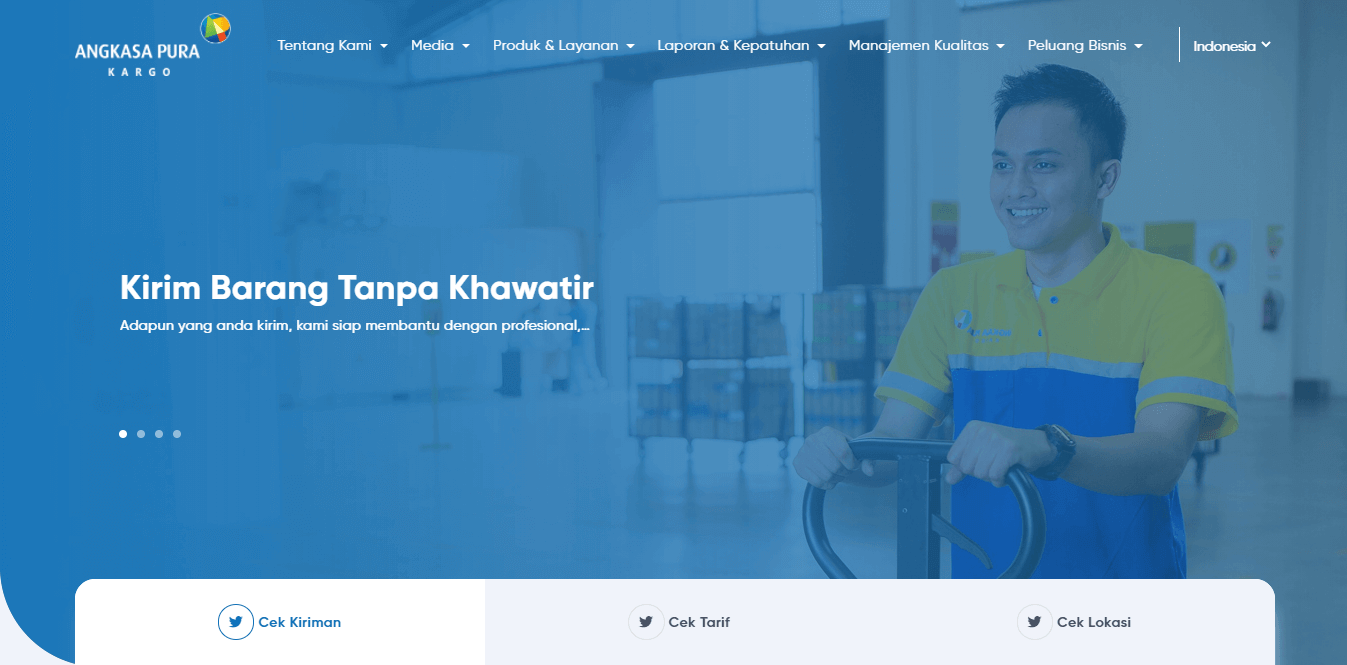 ANGKASA PURA
KARGO
Tentang Kami
Media
Produk & Layanan
Laporan & Kepatuhan
Manajemen Kualitas
Peluang Bisnis
Indonesia
Kirim Barang Tanpa Khawatir
Adapun yang anda kirim, kami siap membantu dengan profesional,...
Cek Kiriman
Cek Tarif
Cek Lokasi